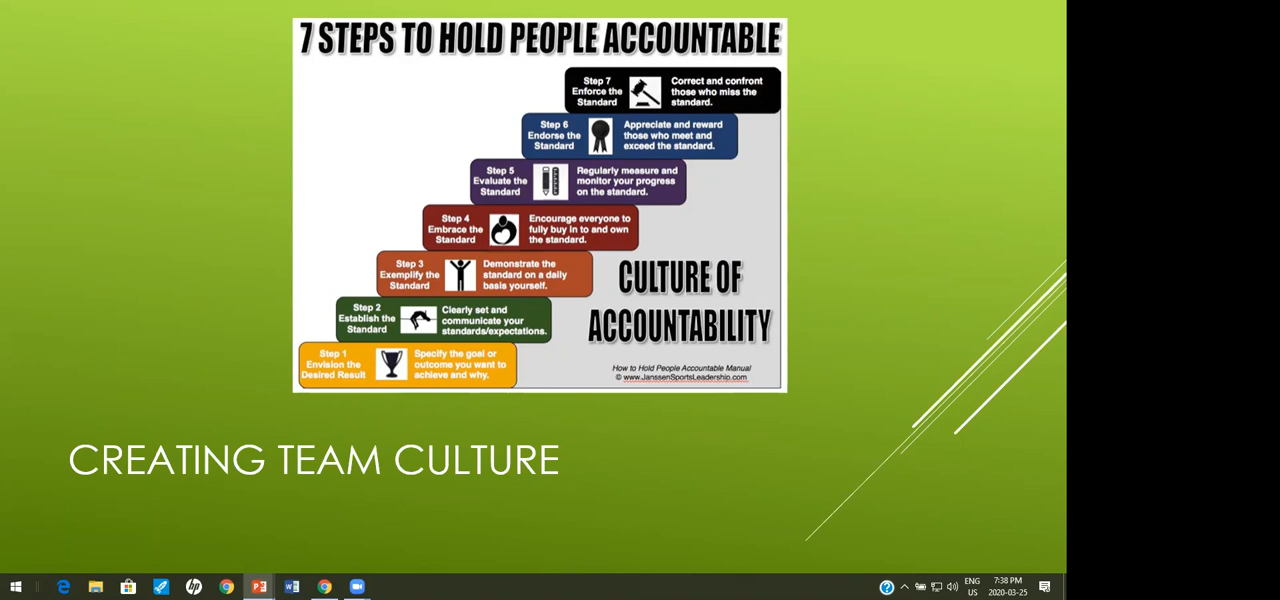 7 STEPS TO HOLD PEOPLE ACCOUNTABLE
Step 7
Enforce the
Standard
Correct and confront
those who miss the
standard.
Step 6
Endorse the
Standard
Appreciate and reward
those who meet and
exceed the standard.
Step 5
Evaluate the
Standard
Regularly measure and
monitor your progress
on the standard.
Step 4
Embrace the
Standard
Encourage everyone to
fully buy in to and own
the standard.
Step 3
Exemplify the
Standard
Demonstrate the
standard on a daily
basis yourself.
Step 2
Establish the
Standard
Clearly set and
communicate your
standards/expectations.
Step 1
Envision the
Desired Result
Specify the goal or
outcome you want to
achieve and why.
CULTURE OF
ACCOUNTABILITY
How to Hold People Accountable Manual
© www.JanssenSportsLeadership.com
CREATING TEAM CULTURE
ENG
US
7:38 PM
2020-03-25